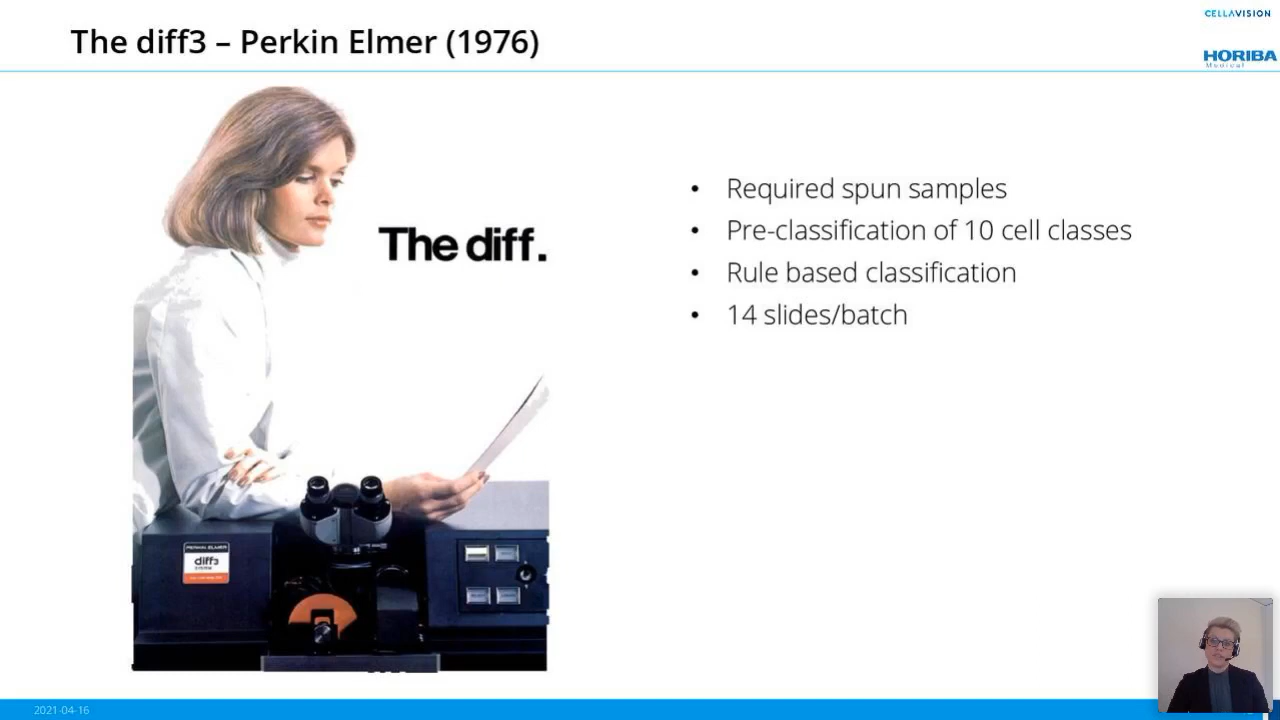 The diff3 – Perkin Elmer (1976)
CELLAVISION
HORIBA
Medical
The diff.
• Required spun samples
• Pre-classification of 10 cell classes
• Rule based classification
• 14 slides/batch
PERKIN ELMER
diff3
2021-04-16